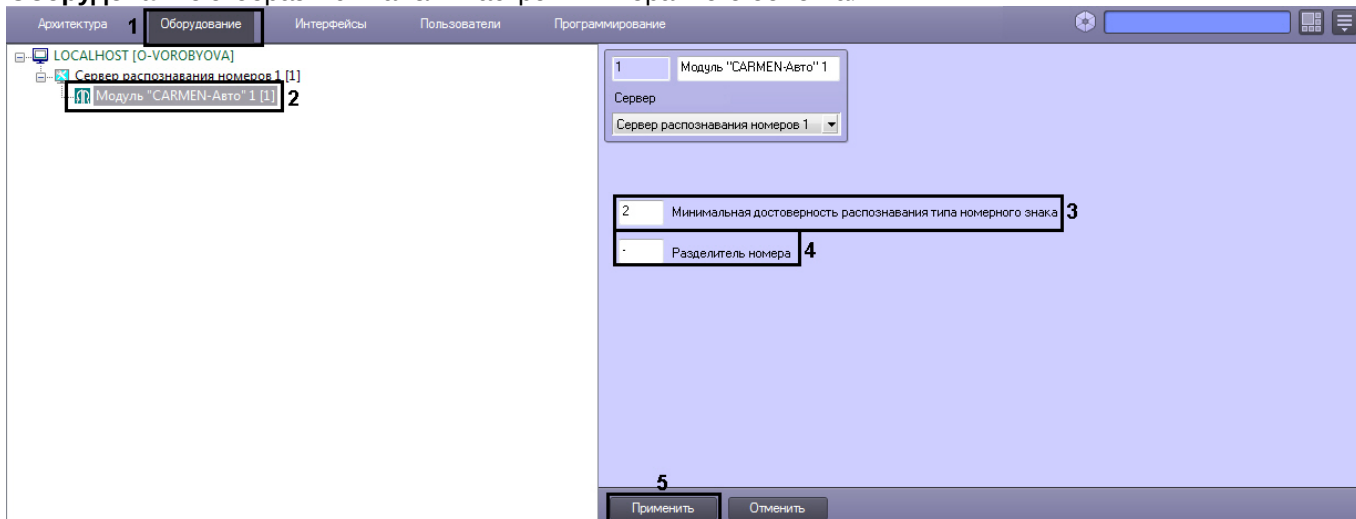 Архитектура 1 Оборудование Интерфейсы Пользователи Программирование
LOCALHOST [O-VOROBYOVA]
Сервер распознавания номеров 1 [1]
Модуль "CARMEN-Авто" 1 [1] 2
1 Модуль "CARMEN-Авто" 1
Сервер
Сервер распознавания номеров 1
2 Минимальная достоверность распознавания типа номерного знака 3
- Разделитель номера 4
5
Применить Отменить